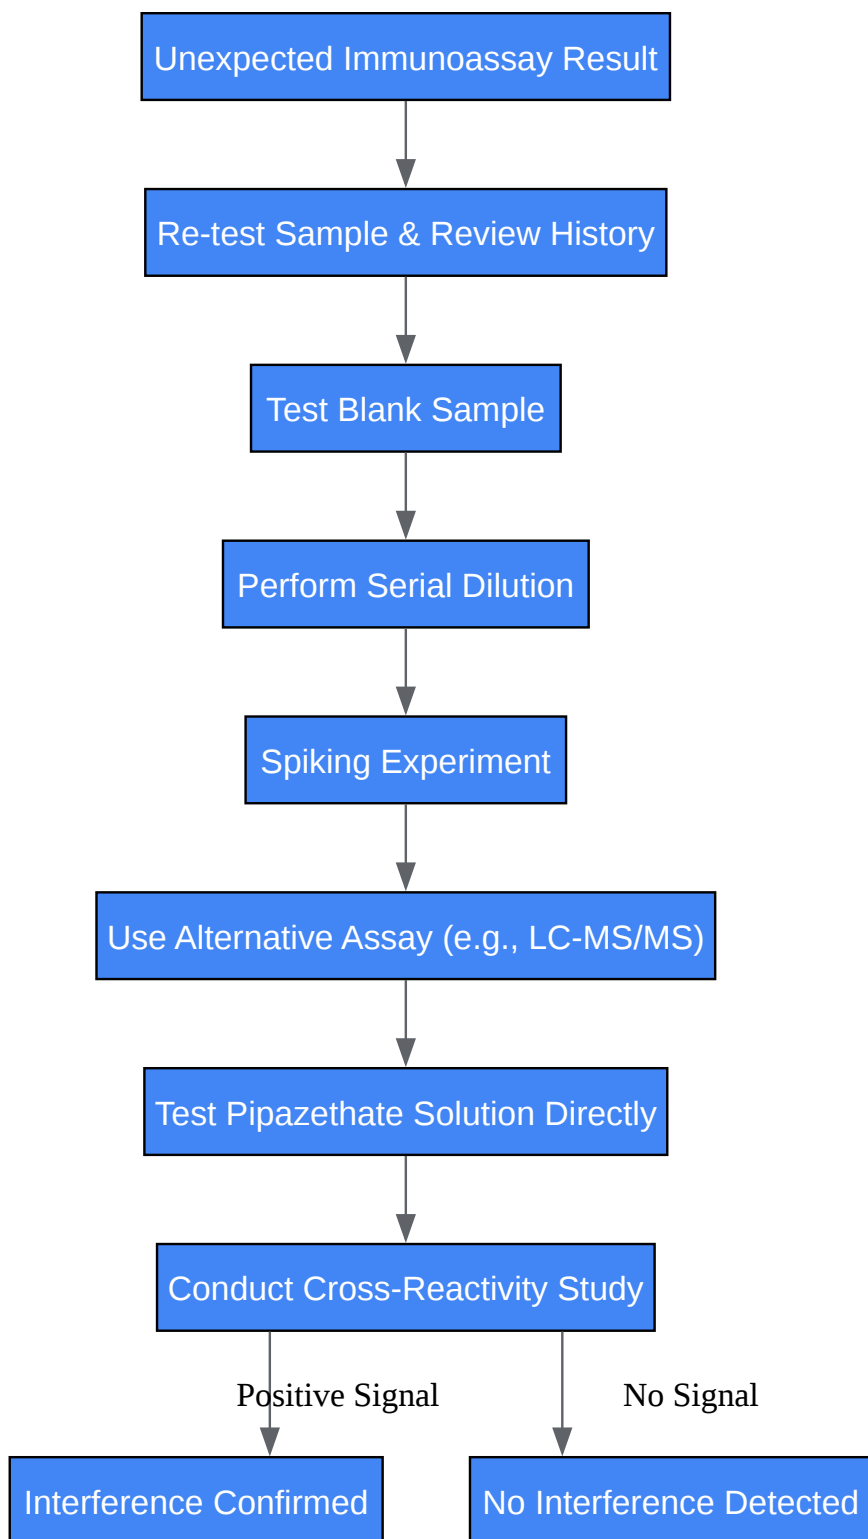 Unexpected Immunoassay Result
Re-test Sample & Review History
Test Blank Sample
Perform Serial Dilution
Spiking Experiment
Use Alternative Assay (e.g., LC-MS/MS)
Test Pipazethate Solution Directly
Conduct Cross-Reactivity Study
Positive Signal
No Signal
Interference Confirmed
No Interference Detected